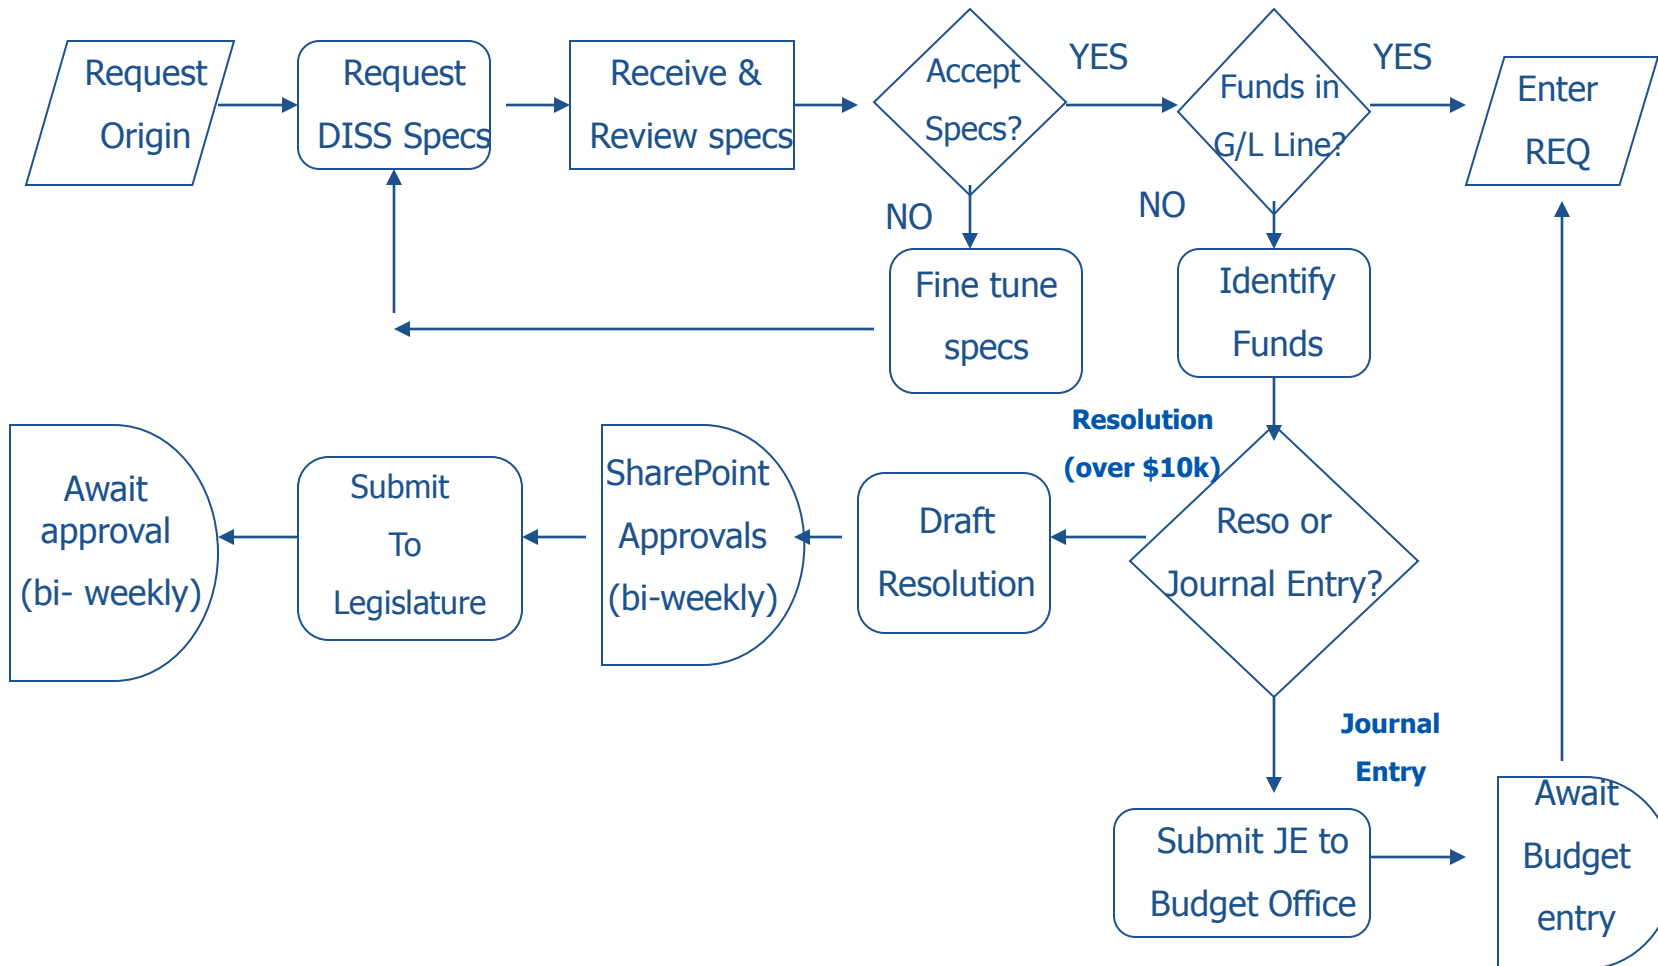 Request
Origin
Request
DISS Specs
Receive &
Review specs
Accept
Specs?
YES
Funds in
G/L Line?
YES
Enter
REQ
NO
NO
Fine tune
specs
Identify
Funds
Resolution
(over $10k)
Await
approval
(bi- weekly)
Submit
To
Legislature
SharePoint
Approvals
(bi-weekly)
Draft
Resolution
Reso or
Journal Entry?
Journal
Entry
Submit JE to
Budget Office
Await
Budget
entry